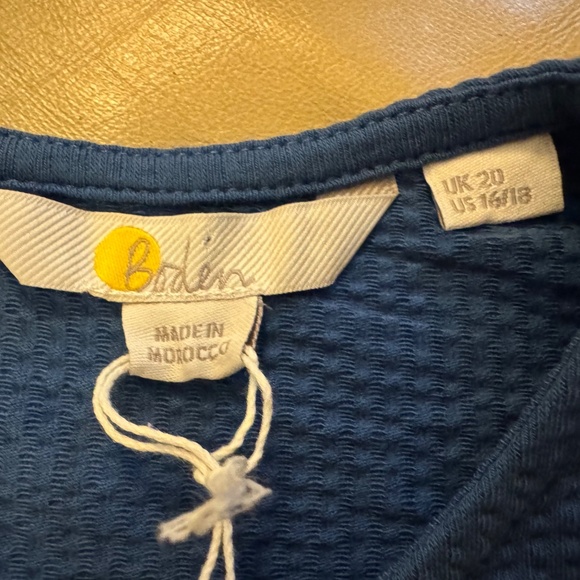 Boden
MADE IN
MOROCCO
UK 20
US 16/18